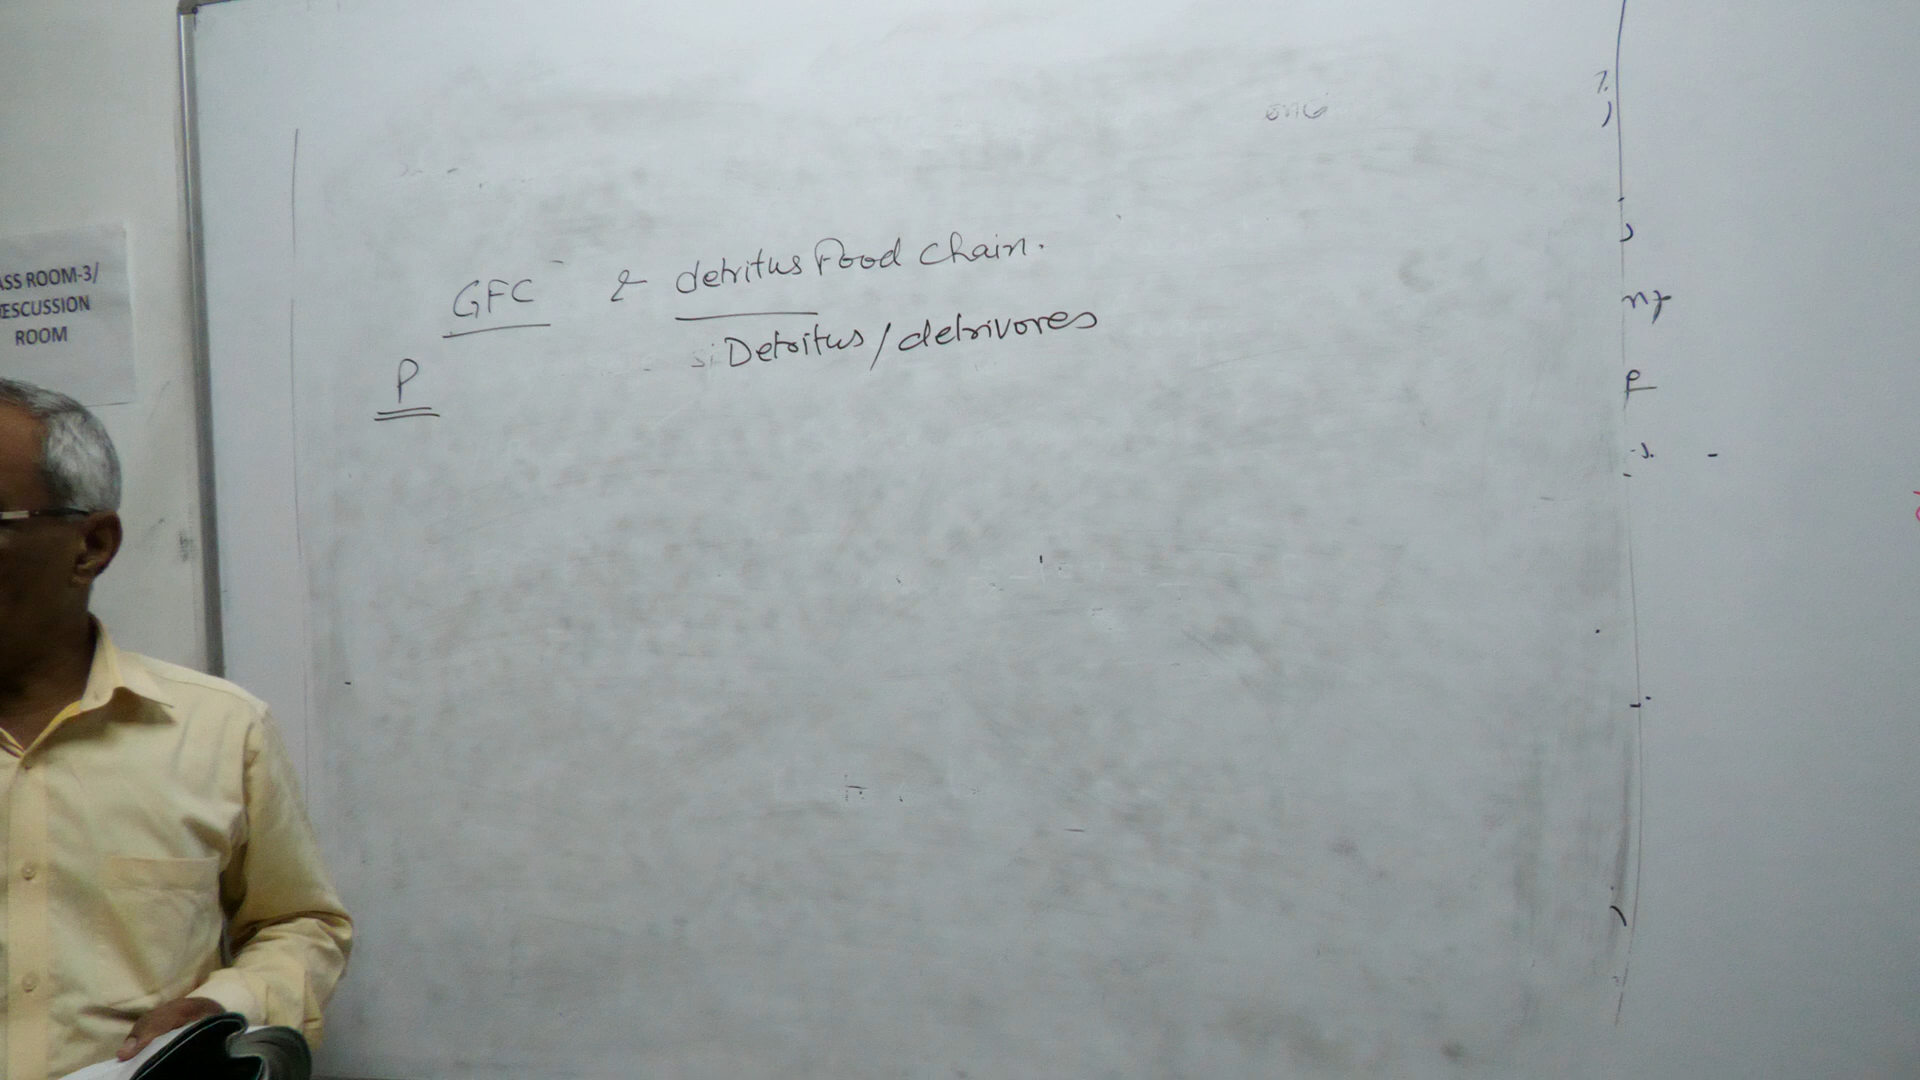 ASS ROOM-3/
ESCUSSION
ROOM
GFC & detritus Food Chain.
Detritus / detrivores
P